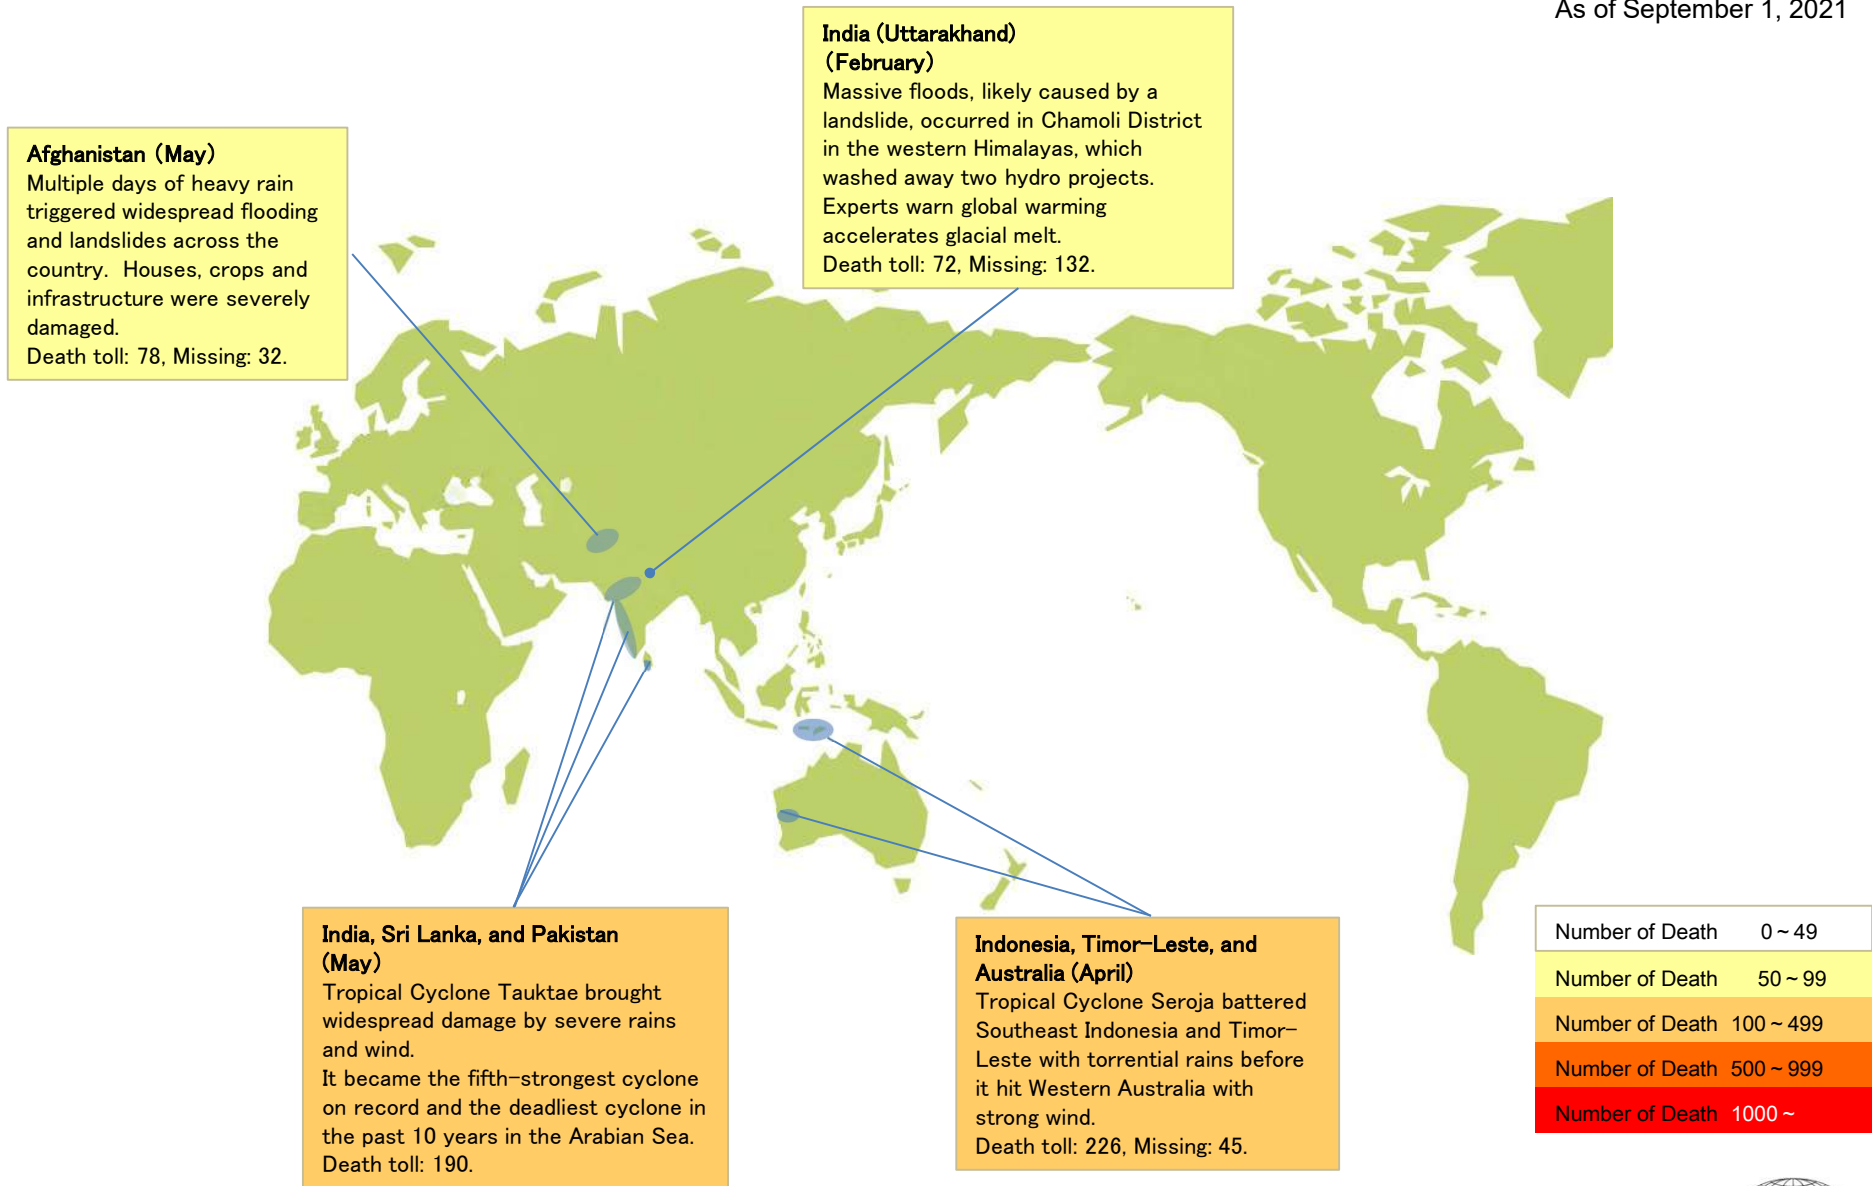 As of September 1, 2021
India (Uttarakhand)
(February)
Massive floods, likely caused by a
landslide, occurred in Chamoli District
in the western Himalayas, which
washed away two hydro projects.
Experts warn global warming
accelerates glacial melt.
Death toll: 72, Missing: 132.
Afghanistan (May)
Multiple days of heavy rain
triggered widespread flooding
and landslides across the
country.  Houses, crops and
infrastructure were severely
damaged.
Death toll: 78, Missing: 32.
India, Sri Lanka, and Pakistan
(May)
Tropical Cyclone Tauktae brought
widespread damage by severe rains
and wind.
It became the fifth-strongest cyclone
on record and the deadliest cyclone in
the past 10 years in the Arabian Sea.
Death toll: 190.
Indonesia, Timor-Leste, and
Australia (April)
Tropical Cyclone Seroja battered
Southeast Indonesia and Timor-
Leste with torrential rains before
it hit Western Australia with
strong wind.
Death toll: 226, Missing: 45.
Number of Death 0~49
Number of Death 50~99
Number of Death 100~499
Number of Death 500~999
Number of Death 1000~